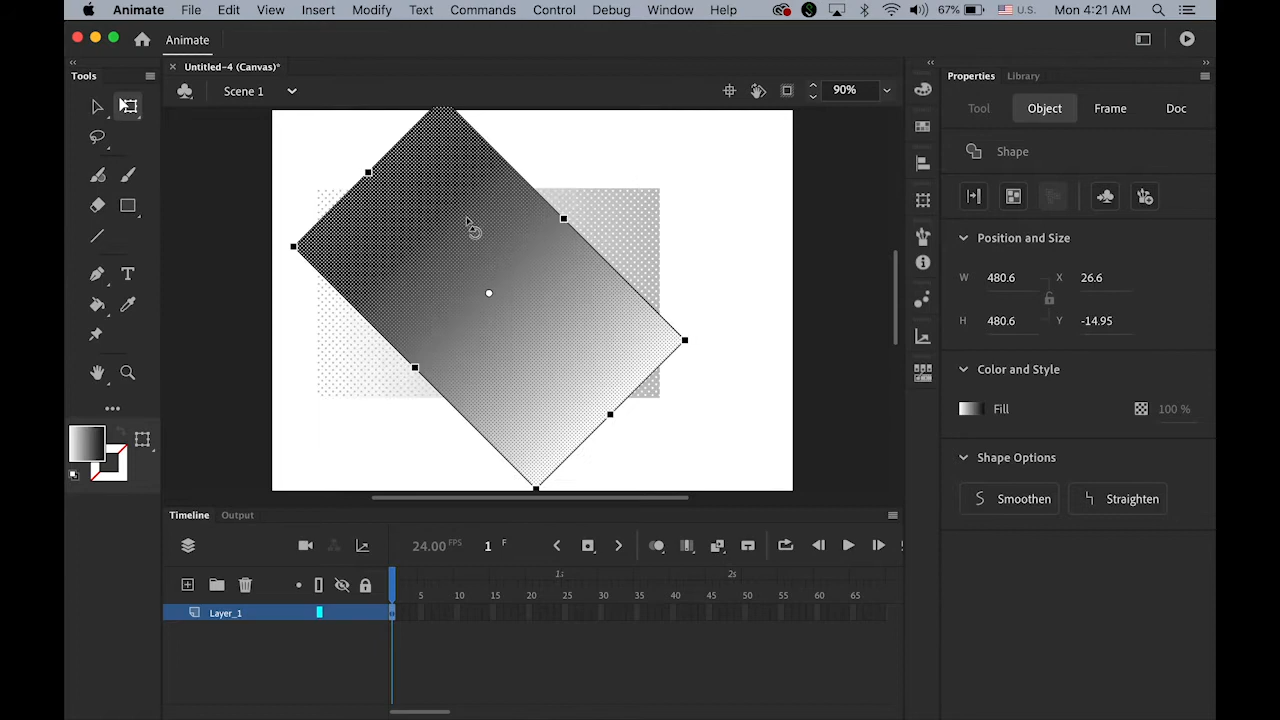 Animate File Edit View Insert Modify Text Commands Control Debug Window Help 67% U.S. Mon 4:21 AM
Animate
Tools
Untitled-4 (Canvas)*
Scene 1
90%
Properties Library
Tool Object Frame Doc
Shape
Position and Size
W 480.6 X 26.6
H 480.6 Y -14.95
Color and Style
Fill 100 %
Shape Options
Smoothen Straighten
Timeline Output
24.00 FPS 1 F
1s 2s
5 10 15 20 25 30 35 40 45 50 55 60 65
Layer_1